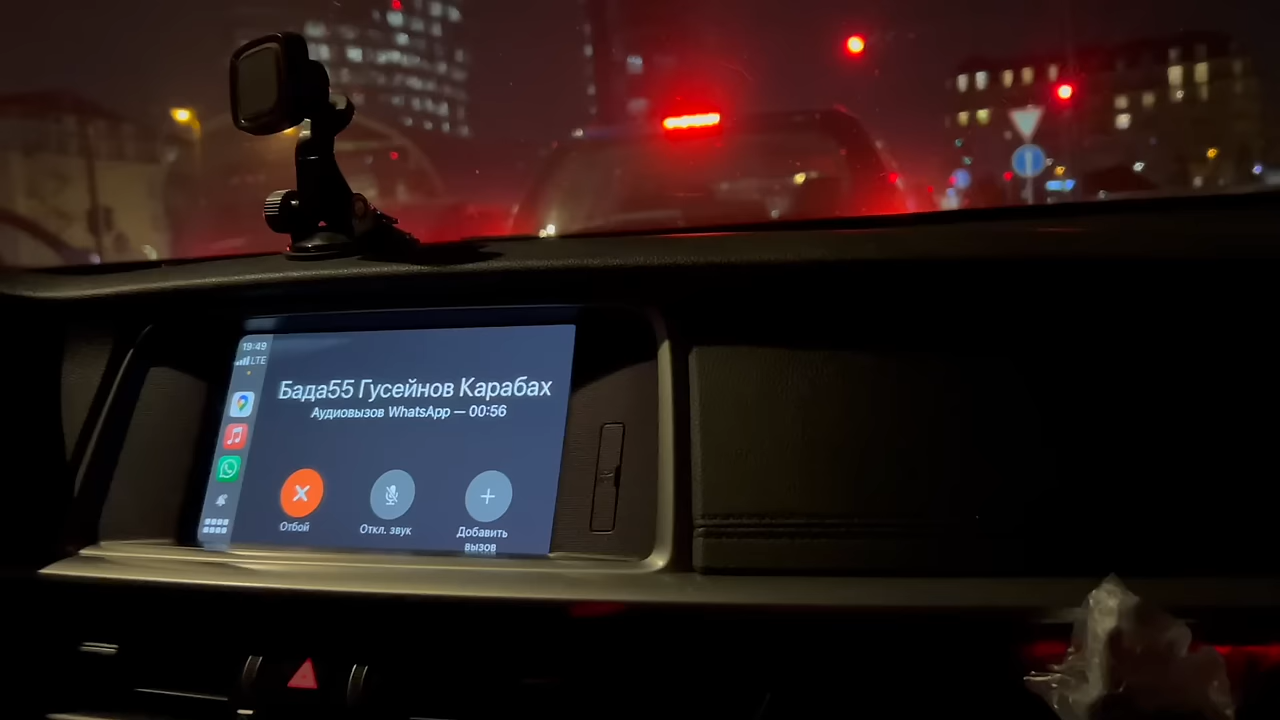 19:49
LTE
Бада55 Гусейнов Карабах
Аудиовызов WhatsApp — 00:56
Отбой
Откл. звук
Добавить
вызов